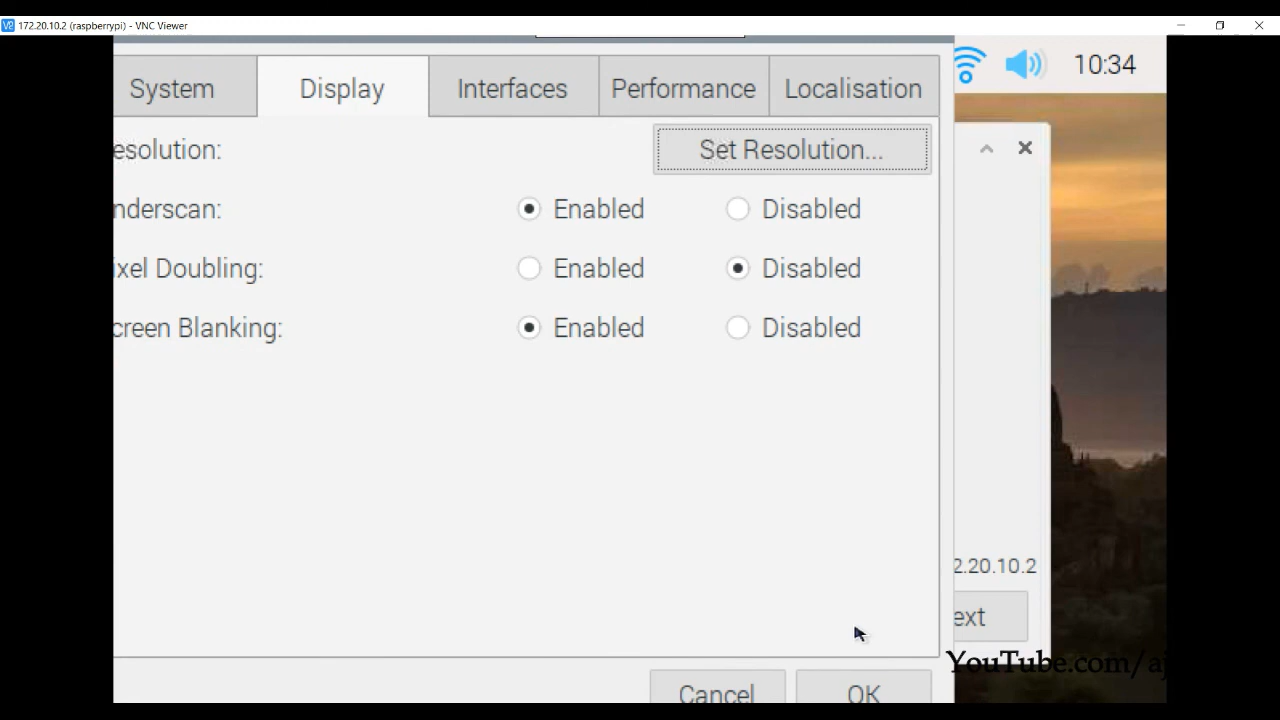 172.20.10.2 (raspberrypi) - VNC Viewer
10:34
System Display Interfaces Performance Localisation
esolution: Set Resolution...
nderscan: Enabled Disabled
ixel Doubling: Enabled Disabled
creen Blanking: Enabled Disabled
2.20.10.2
ext
YouTube.com/aj
Cancel OK